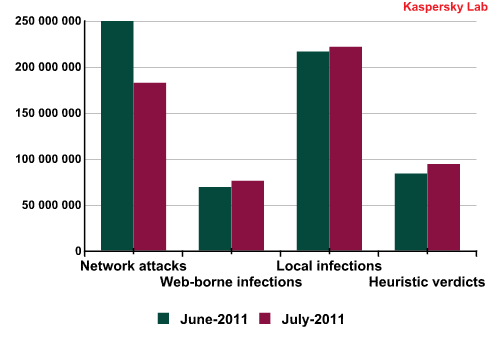 Kaspersky Lab
250 000 000
200 000 000
150 000 000
100 000 000
50 000 000
0
Network attacks
Local infections
Web-borne infections
Heuristic verdicts
June-2011
July-2011